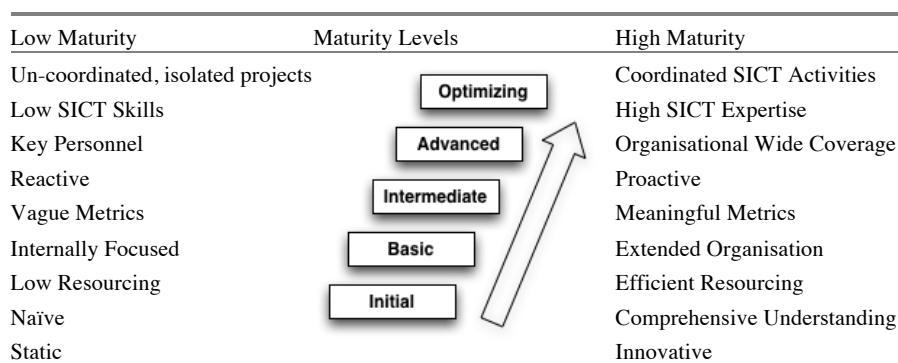 Low Maturity Maturity Levels High Maturity
Un-coordinated, isolated projects Coordinated SICT Activities
Optimizing
Low SICT Skills High SICT Expertise
Key Personnel Advanced Organisational Wide Coverage
Reactive Proactive
Intermediate
Vague Metrics Meaningful Metrics
Internally Focused Basic Extended Organisation
Low Resourcing Efficient Resourcing
Initial
Naïve Comprehensive Understanding
Static Innovative